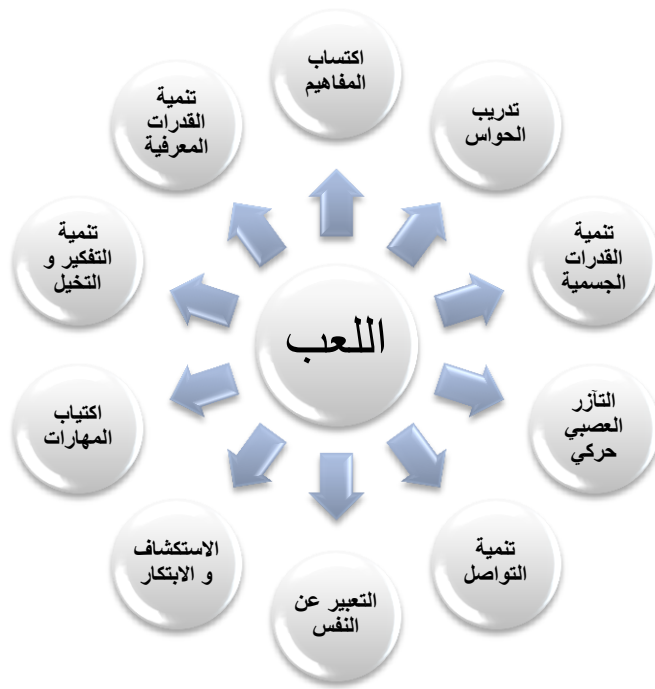 اللعب
اكتساب
المفاهيم
تدريب
الحواس
تنمية
القدرات
الجسمية
التآزر
العصبي
حركي
تنمية
التواصل
التعبير عن
النفس
الاستكشاف
و الابتكار
اكتياب
المهارات
تنمية
التفكير و
التخيل
تنمية
القدرات
المعرفية